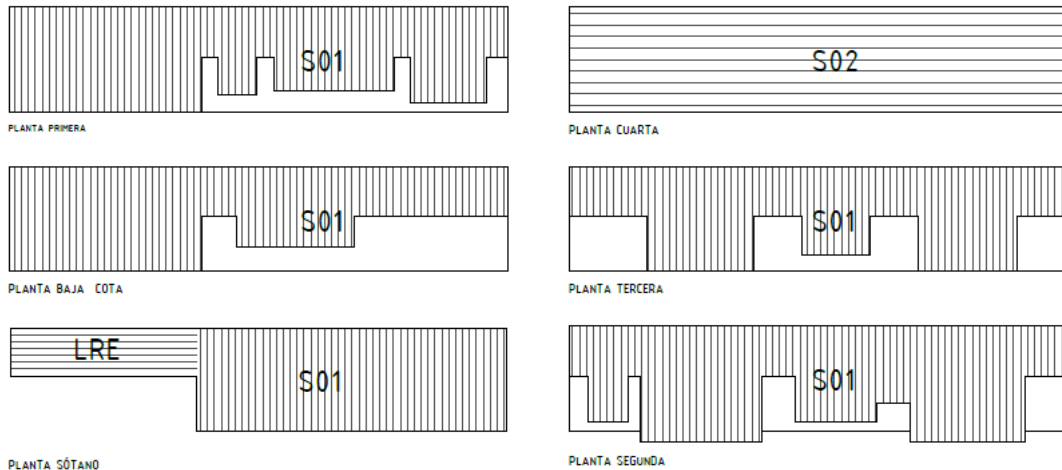 S01
PLANTA PRIMERA
S02
PLANTA CUARTA
S01
PLANTA BAJA COTA
S01
PLANTA TERCERA
LRE
S01
PLANTA SÓTANO
S01
PLANTA SEGUNDA